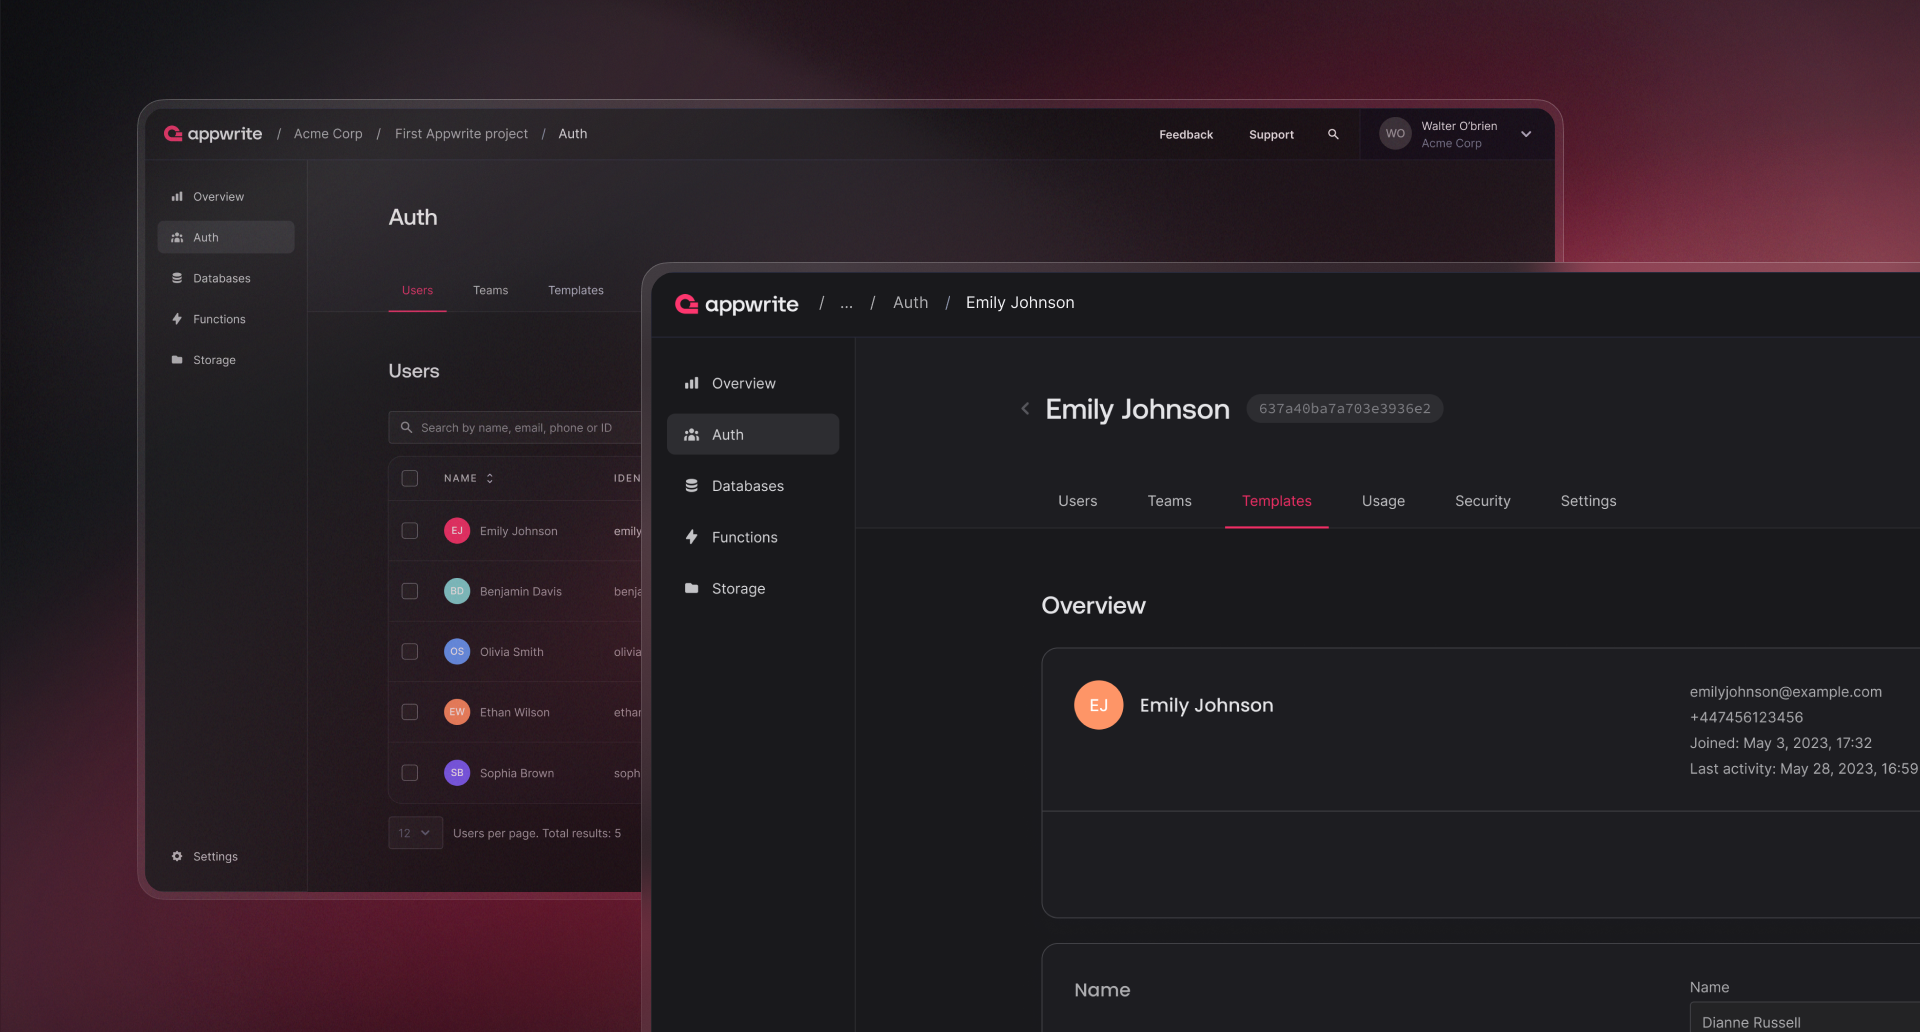 appwrite / Acme Corp / First Appwrite project / Auth
Feedback Support WO Walter O'brien
Acme Corp
Overview
Auth
Databases
Functions
Storage
Settings
Auth
Users Teams Templates
Users
Search by name, email, phone or ID
NAME IDEN
EJ Emily Johnson emily
BD Benjamin Davis benja
OS Olivia Smith olivia
EW Ethan Wilson ethan
SB Sophia Brown soph
12 Users per page. Total results: 5
appwrite / ... / Auth / Emily Johnson
Overview
Auth
Databases
Functions
Storage
Emily Johnson 637a40ba7a703e3936e2
Users Teams Templates Usage Security Settings
Overview
EJ Emily Johnson
emilyjohnson@example.com
+447456123456
Joined: May 3, 2023, 17:32
Last activity: May 28, 2023, 16:59
Name
Name
Dianne Russell